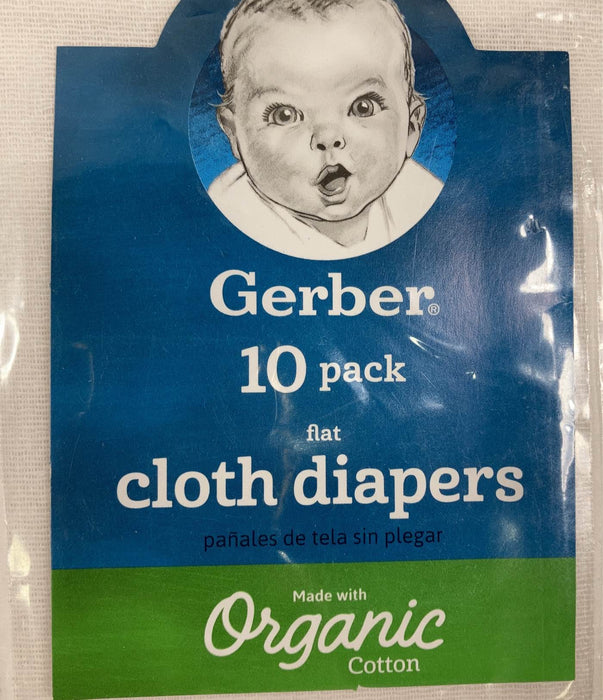 Gerber®
10 pack
flat
cloth diapers
pañales de tela sin plegar
Made with
Organic
Cotton